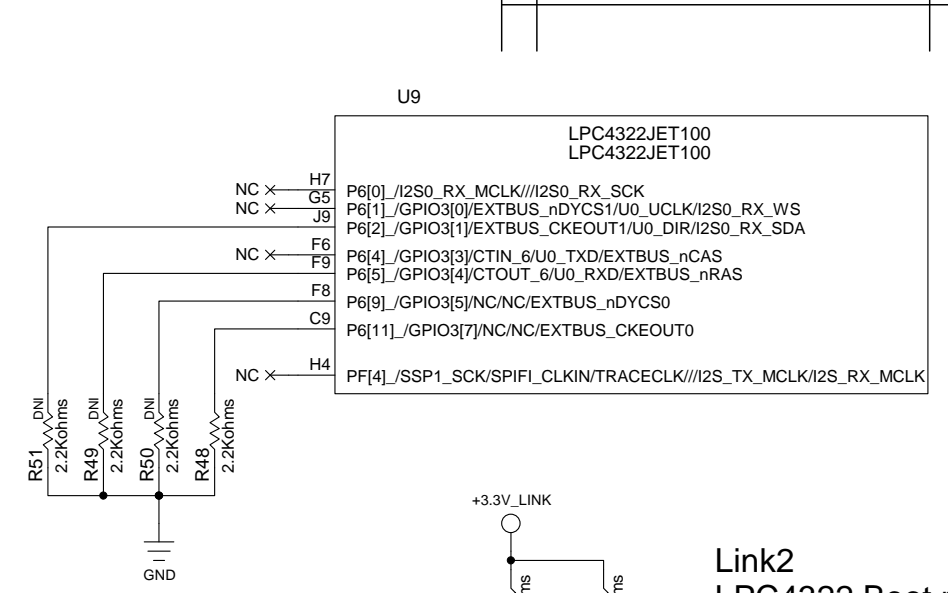 U9
LPC4322JET100
LPC4322JET100
NC H7 P6[0]_/I2S0_RX_MCLK///I2S0_RX_SCK
NC G5 P6[1]_/GPIO3[0]/EXTBUS_nDYCS1/U0_UCLK/I2S0_RX_WS
J9 P6[2]_/GPIO3[1]/EXTBUS_CKEOUT1/U0_DIR/I2S0_RX_SDA
NC F6 P6[4]_/GPIO3[3]/CTIN_6/U0_TXD/EXTBUS_nCAS
F9 P6[5]_/GPIO3[4]/CTOUT_6/U0_RXD/EXTBUS_nRAS
F8 P6[9]_/GPIO3[5]/NC/NC/EXTBUS_nDYCS0
C9 P6[11]_/GPIO3[7]/NC/NC/EXTBUS_CKEOUT0
NC H4 PF[4]_/SSP1_SCK/SPIFI_CLKIN/TRACECLK///I2S_TX_MCLK/I2S_RX_MCLK
R51
DNI
2.2Kohms
R49
DNI
2.2Kohms
R50
DNI
2.2Kohms
R48
2.2Kohms
GND
+3.3V_LINK
Link2
LPC4322